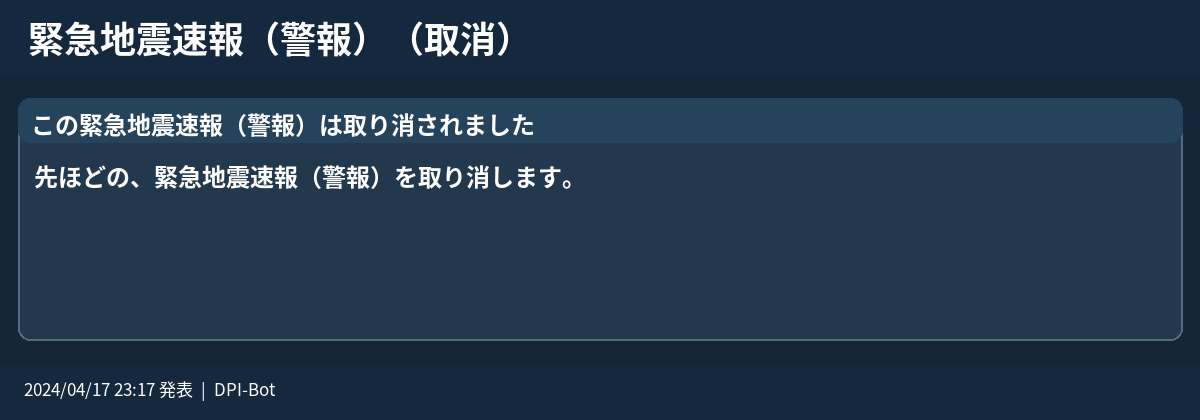 緊急地震速報（警報）（取消）
この緊急地震速報（警報）は取り消されました
先ほどの、緊急地震速報（警報）を取り消します。
2024/04/17 23:17 発表 | DPI-Bot